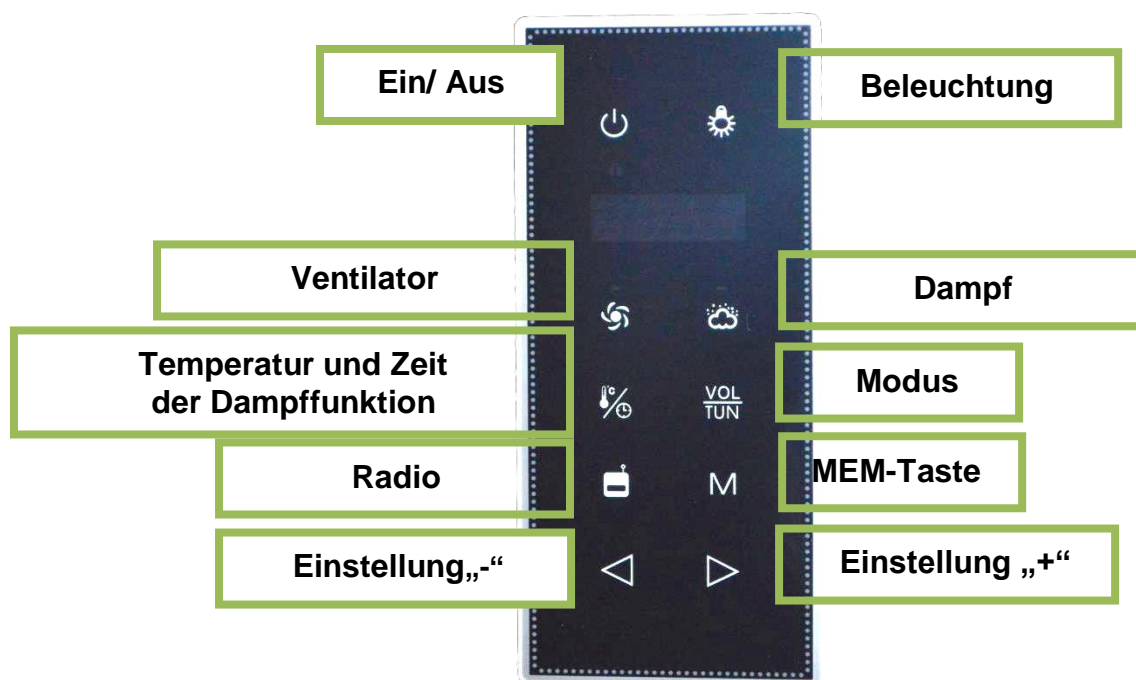 Ein/ Aus
Beleuchtung
Ventilator
Dampf
Temperatur und Zeit
der Dampffunktion
°C
VOL
TUN
Modus
Radio
M
MEM-Taste
Einstellung„-“
Einstellung „+“